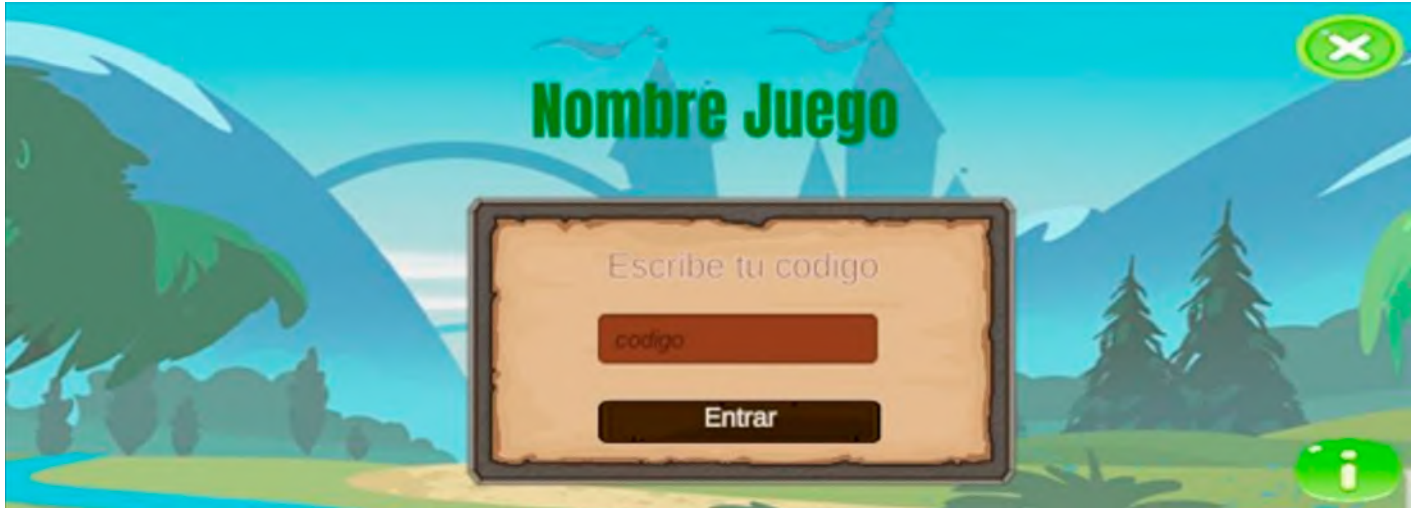 Nombre Juego
Escribe tu codigo
codigo
Entrar
i